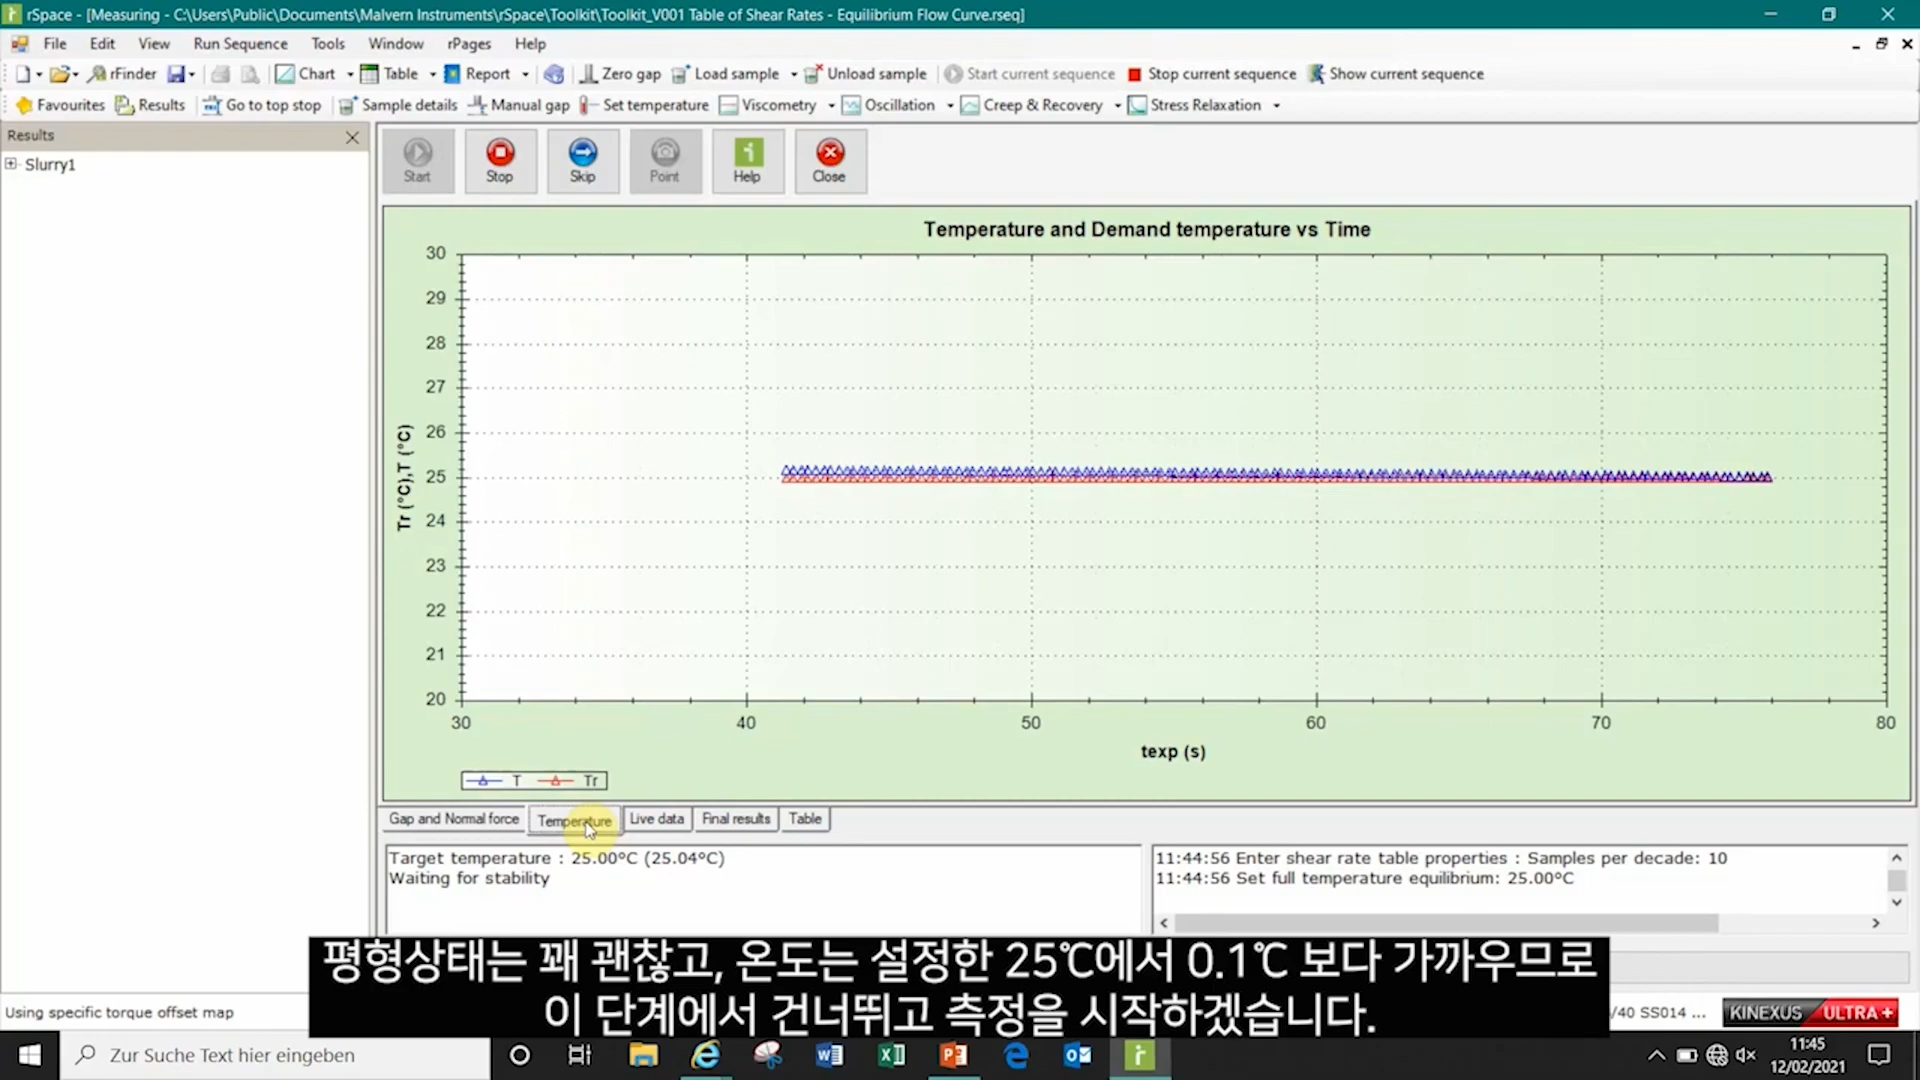 rSpace - [Measuring - C:\Users\Public\Documents\Malvern Instruments\rSpace\Toolkit\Toolkit_V001 Table of Shear Rates - Equilibrium Flow Curve.rseq]
File Edit View Run Sequence Tools Window rPages Help
rFinder Chart Table Report Zero gap Load sample Unload sample Start current sequence Stop current sequence Show current sequence
Favourites Results Go to top stop Sample details Manual gap Set temperature Viscometry Oscillation Creep & Recovery Stress Relaxation
Results
Slurry1
Start Stop Skip Point Help Close
Temperature and Demand temperature vs Time
30
29
28
27
26
25
24
23
22
21
20
Tr (°C),T (°C)
30 40 50 60 70 80
texp (s)
T Tr
Gap and Normal force Temperature Live data Final results Table
Target temperature : 25.00°C (25.04°C)
Waiting for stability
11:44:56 Enter shear rate table properties : Samples per decade: 10
11:44:56 Set full temperature equilibrium: 25.00°C
평형상태는 꽤 괜찮고, 온도는 설정한 25℃에서 0.1℃ 보다 가까우므로
이 단계에서 건너뛰고 측정을 시작하겠습니다.
Using specific torque offset map
/40 SS014 ...
KINEXUS ULTRA+
Zur Suche Text hier eingeben
11:45
12/02/2021